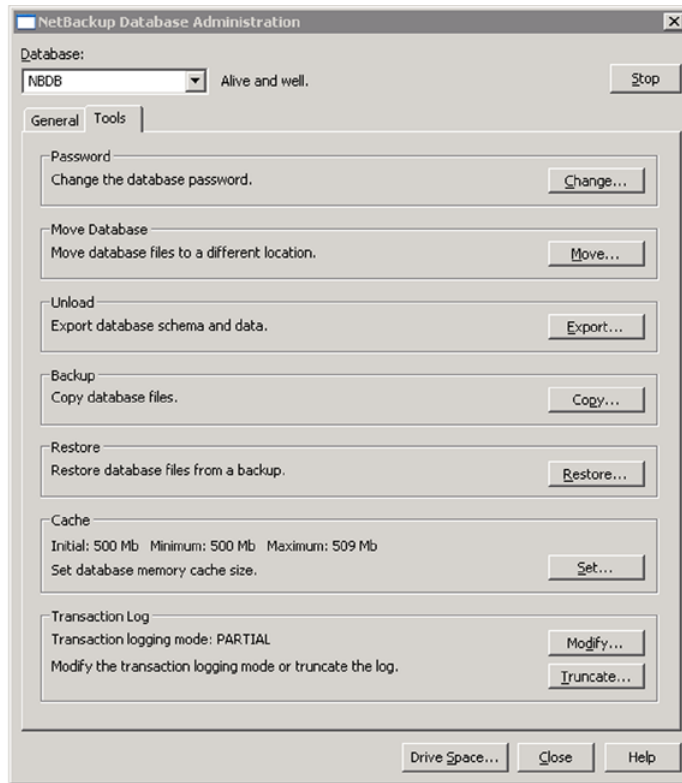 NetBackup Database Administration
Database:
NBDB
Alive and well.
Stop
General
Tools
Password
Change the database password.
Change...
Move Database
Move database files to a different location.
Move...
Unload
Export database schema and data.
Export...
Backup
Copy database files.
Copy...
Restore
Restore database files from a backup.
Restore...
Cache
Initial: 500 Mb Minimum: 500 Mb Maximum: 509 Mb
Set database memory cache size.
Set...
Transaction Log
Transaction logging mode: PARTIAL
Modify...
Modify the transaction logging mode or truncate the log.
Truncate...
Drive Space...
Close
Help